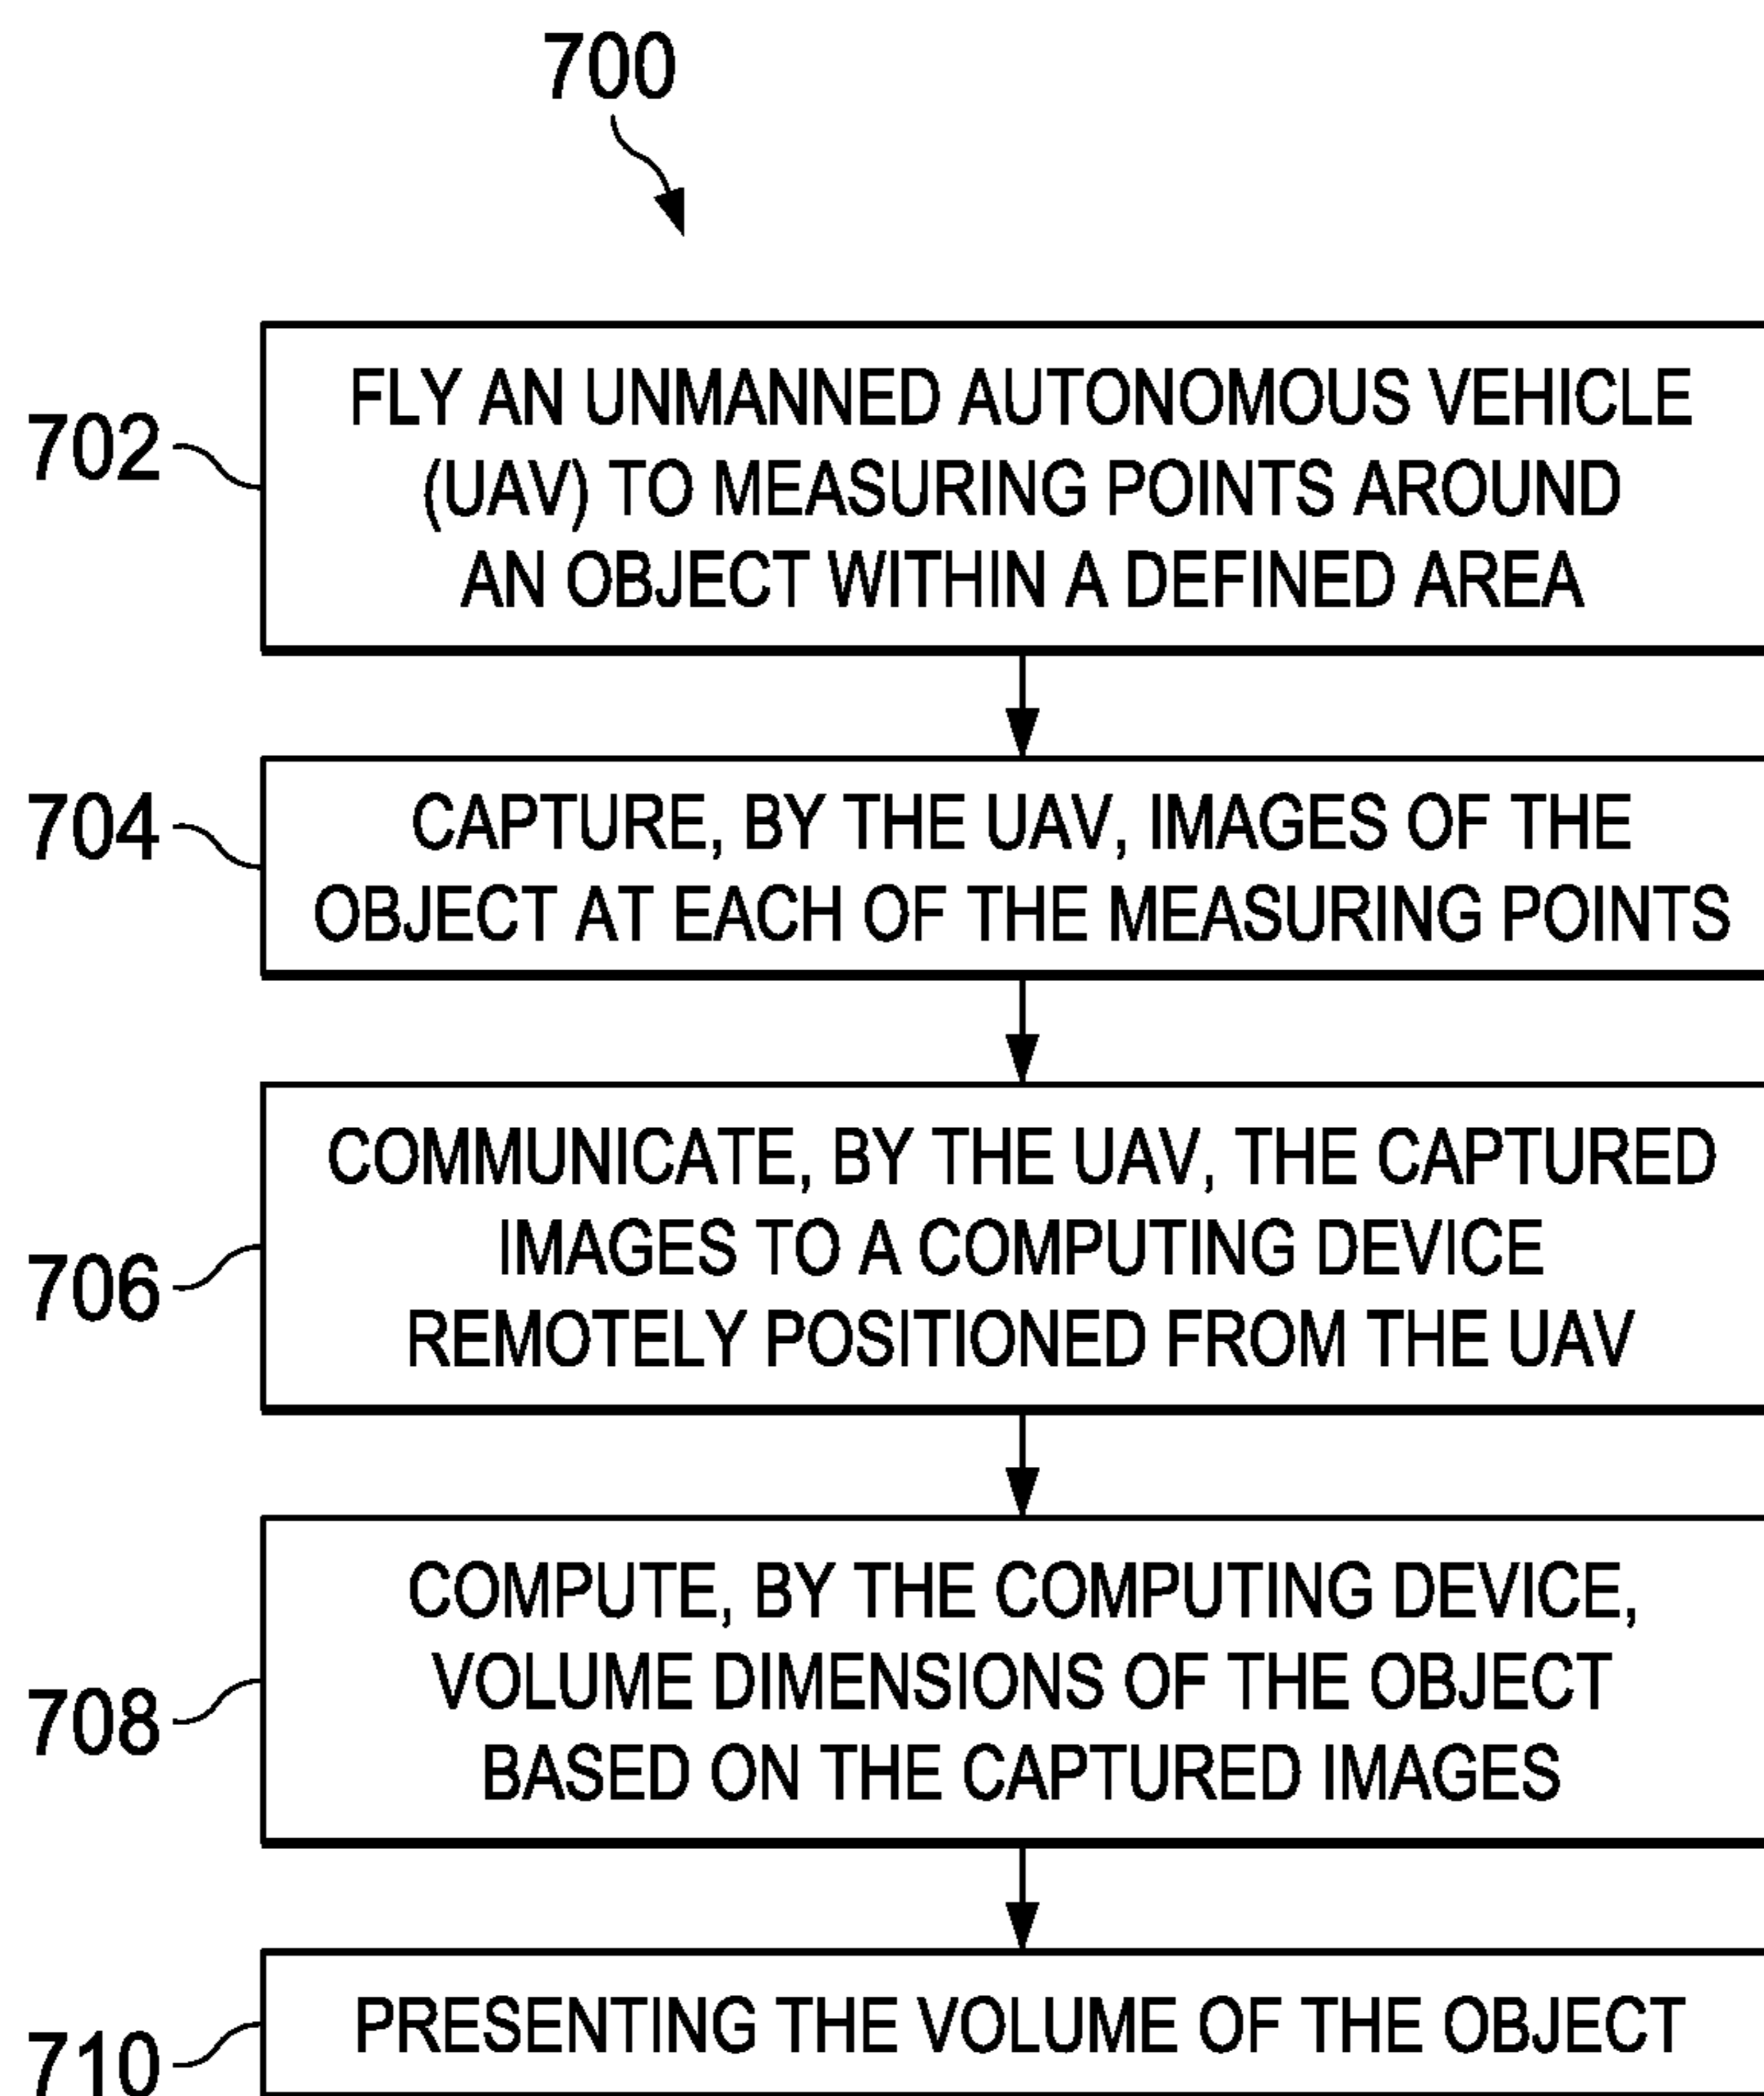 700
702
FLY AN UNMANNED AUTONOMOUS VEHICLE
(UAV) TO MEASURING POINTS AROUND
AN OBJECT WITHIN A DEFINED AREA
704
CAPTURE, BY THE UAV, IMAGES OF THE
OBJECT AT EACH OF THE MEASURING POINTS
706
COMMUNICATE, BY THE UAV, THE CAPTURED
IMAGES TO A COMPUTING DEVICE
REMOTELY POSITIONED FROM THE UAV
708
COMPUTE, BY THE COMPUTING DEVICE,
VOLUME DIMENSIONS OF THE OBJECT
BASED ON THE CAPTURED IMAGES
710
PRESENTING THE VOLUME OF THE OBJECT